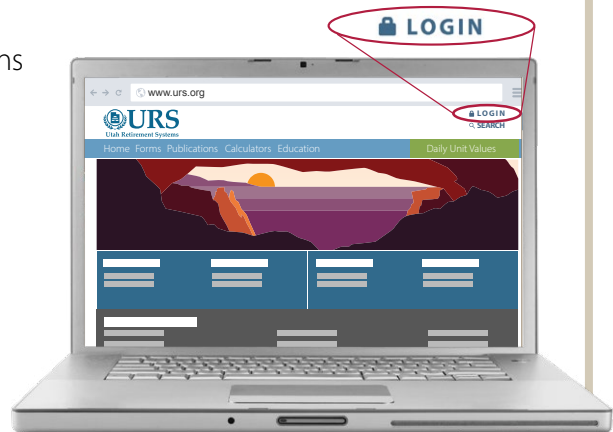 LOGIN
ns
www.urs.org
LOGIN
SEARCH
URS
Utah Retirement Systems
Home Forms Publications Calculators Education
Daily Unit Values